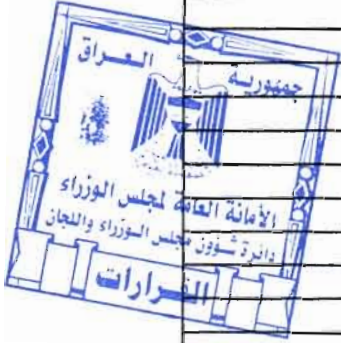 جمهورية العراق
الأمانة العامة لمجلس الوزراء
دائرة شؤون مجلس الوزراء واللجان
القرارات